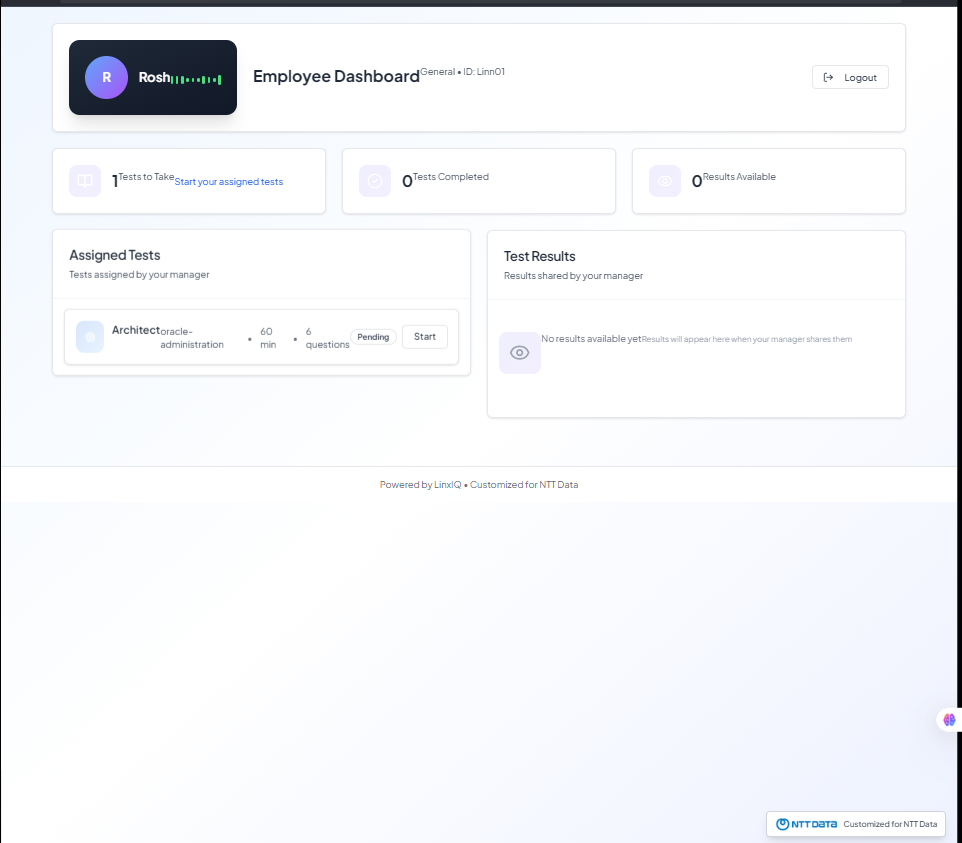 R
Rosh
Employee Dashboard General • ID: Linn01
Logout
1 Tests to Take Start your assigned tests
0 Tests Completed
0 Results Available
Assigned Tests
Tests assigned by your manager
Architect oracle-administration • 60 min • 6 questions Pending Start
Test Results
Results shared by your manager
No results available yet Results will appear here when your manager shares them
Powered by LinxIQ • Customized for NTT Data
NTT DATA Customized for NTT Data